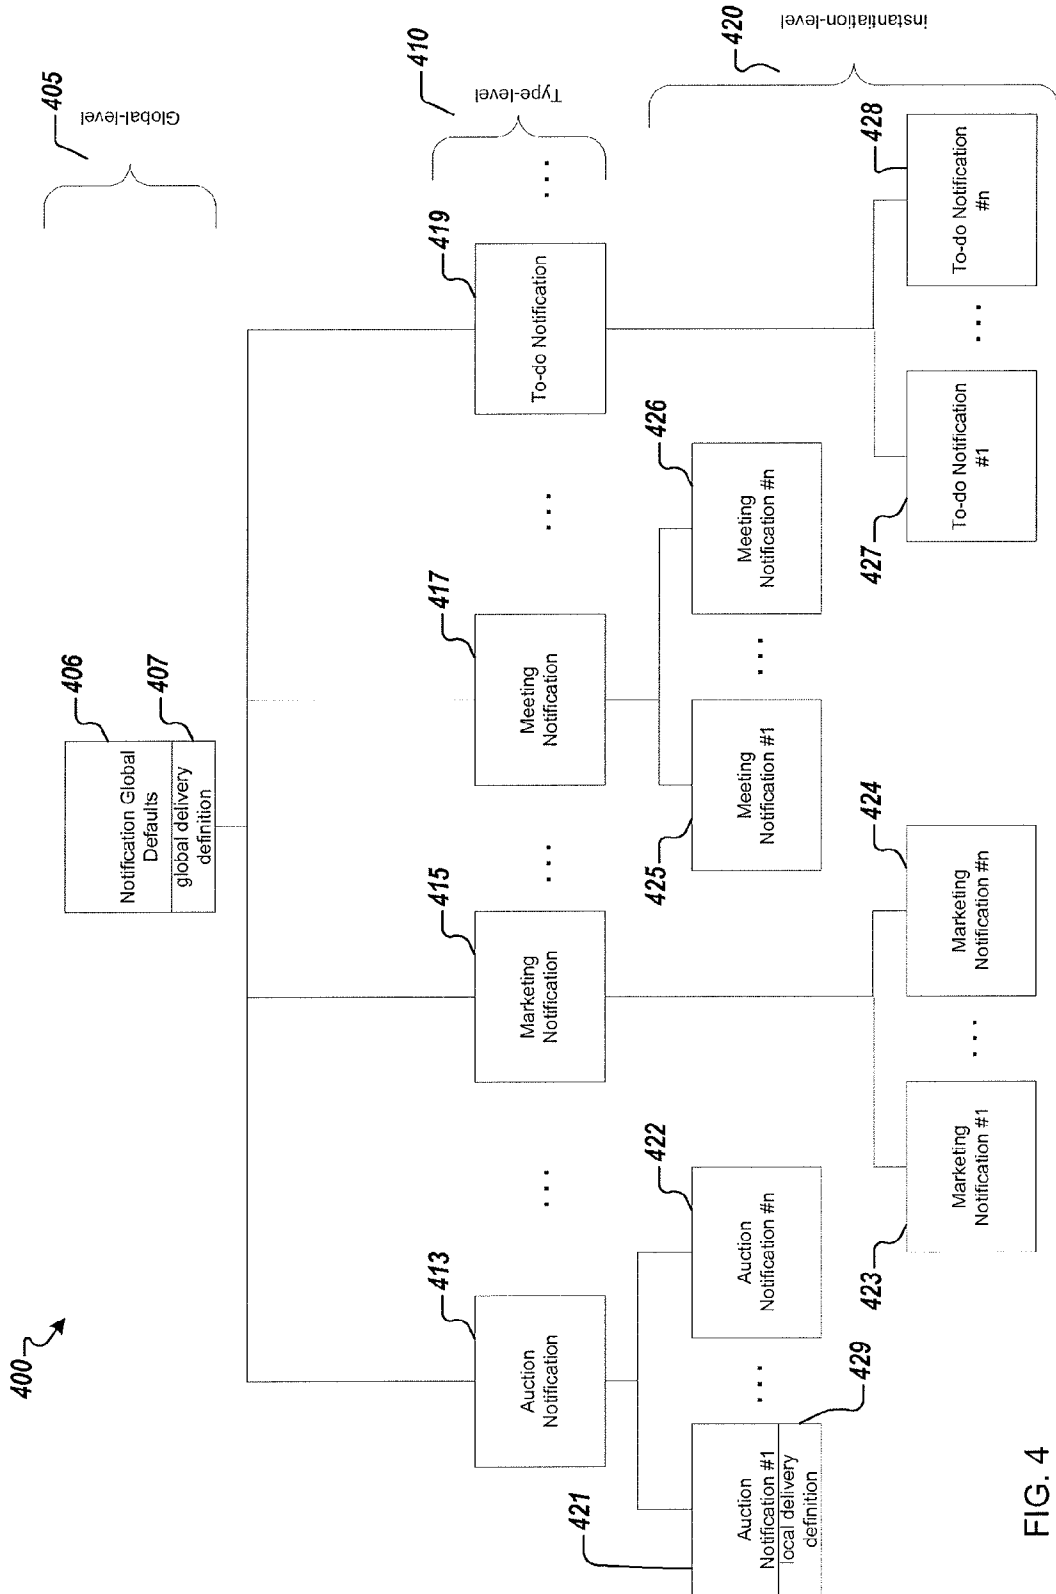 400
405
Global-level
406
Notification Global
Defaults
407
global delivery
definition
410
Type-level
413
Auction
Notification
...
415
Marketing
Notification
...
417
Meeting
Notification
...
419
To-do Notification
...
420
instantiation-level
421
Auction
Notification #1
local delivery
definition
429
...
422
Auction
Notification #n
423
Marketing
Notification #1
...
424
Marketing
Notification #n
425
Meeting
Notification #1
...
426
Meeting
Notification #n
427
To-do Notification
#1
...
428
To-do Notification
#n
FIG. 4